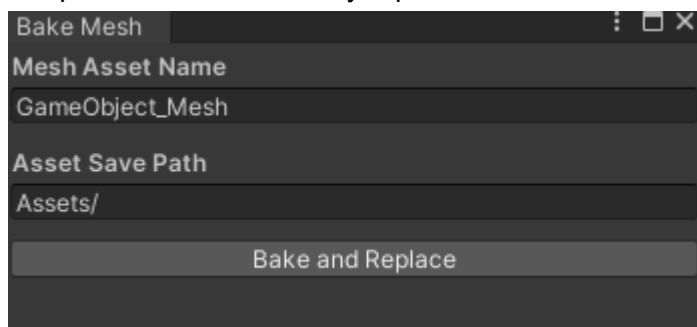 Bake Mesh
Mesh Asset Name
GameObject_Mesh
Asset Save Path
Assets/
Bake and Replace